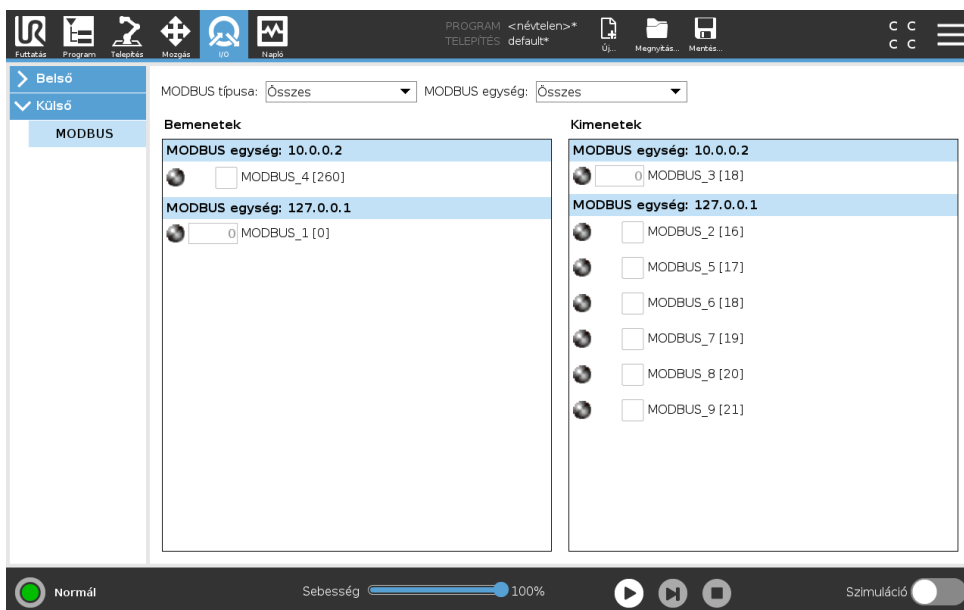 UR
PROGRAM <névtelen>*
TELEPÍTÉS default*
C C
C C
Futtatás Program Telepítés Mozgás I/O Napló Új... Megnyitás... Mentés...
Belső
Külső
MODBUS
MODBUS típusa: Összes MODBUS egység: Összes
Bemenetek
MODBUS egység: 10.0.0.2
MODBUS_4 [260]
MODBUS egység: 127.0.0.1
0 MODBUS_1 [0]
Kimenetek
MODBUS egység: 10.0.0.2
0 MODBUS_3 [18]
MODBUS egység: 127.0.0.1
MODBUS_2 [16]
MODBUS_5 [17]
MODBUS_6 [18]
MODBUS_7 [19]
MODBUS_8 [20]
MODBUS_9 [21]
Normál Sebesség 100% Szimuláció